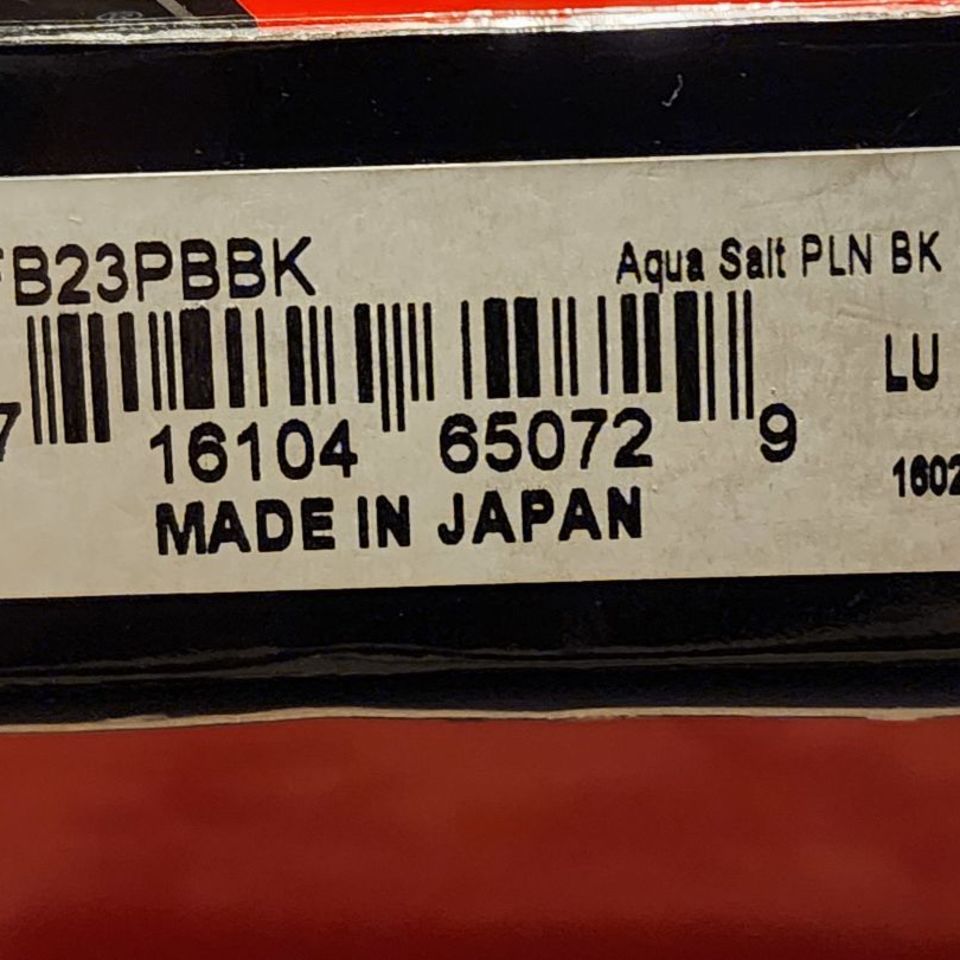 FB23PBBK
Aqua Salt PLN BK
LU
7 16104 65072 9
1602
MADE IN JAPAN